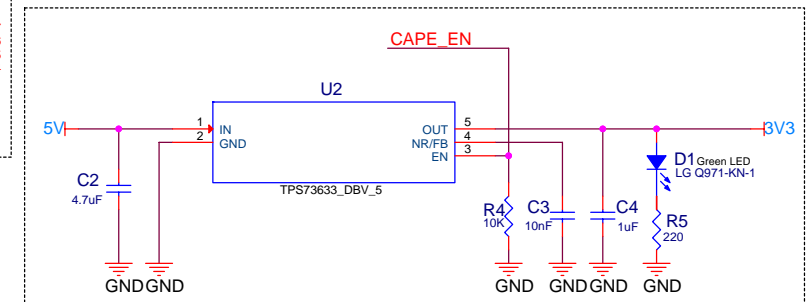 CAPE_EN
U2
5V
1
IN
OUT
5
3V3
2
GND
NR/FB
4
EN
3
D1 Green LED
LG Q971-KN-1
C2
4.7uF
TPS73633_DBV_5
R4
10K
C3
10nF
C4
1uF
R5
220
GND GND
GND GND GND GND